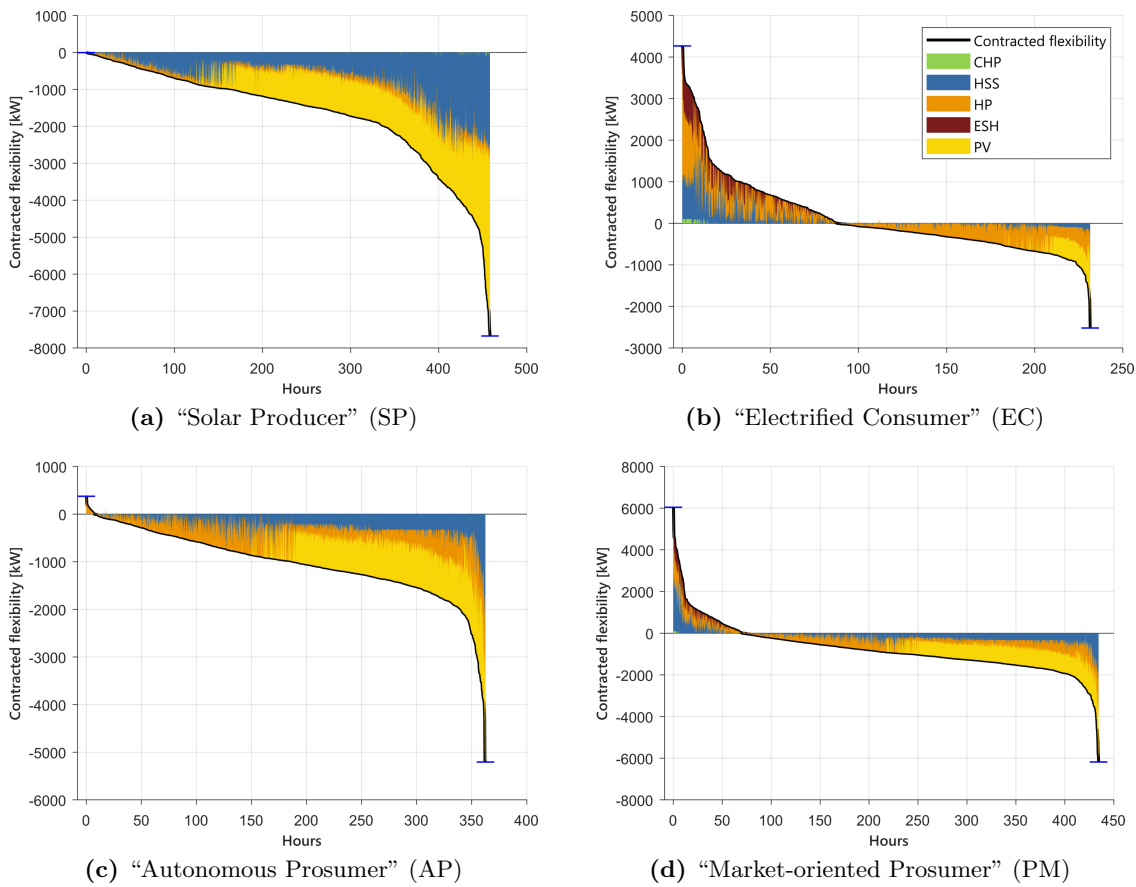 1000
0
-1000
-2000
-3000
-4000
-5000
-6000
-7000
-8000
Contracted flexibility [kW]
0 100 200 300 400 500
Hours
(a) “Solar Producer” (SP)
5000
4000
3000
2000
1000
0
-1000
-2000
-3000
Contracted flexibility [kW]
Contracted flexibility
CHP
HSS
HP
ESH
PV
0 50 100 150 200 250
Hours
(b) “Electrified Consumer” (EC)
1000
0
-1000
-2000
-3000
-4000
-5000
-6000
Contracted flexibility [kW]
0 50 100 150 200 250 300 350 400
Hours
(c) “Autonomous Prosumer” (AP)
8000
6000
4000
2000
0
-2000
-4000
-6000
-8000
Contracted flexibility [kW]
0 50 100 150 200 250 300 350 400 450
Hours
(d) “Market-oriented Prosumer” (PM)